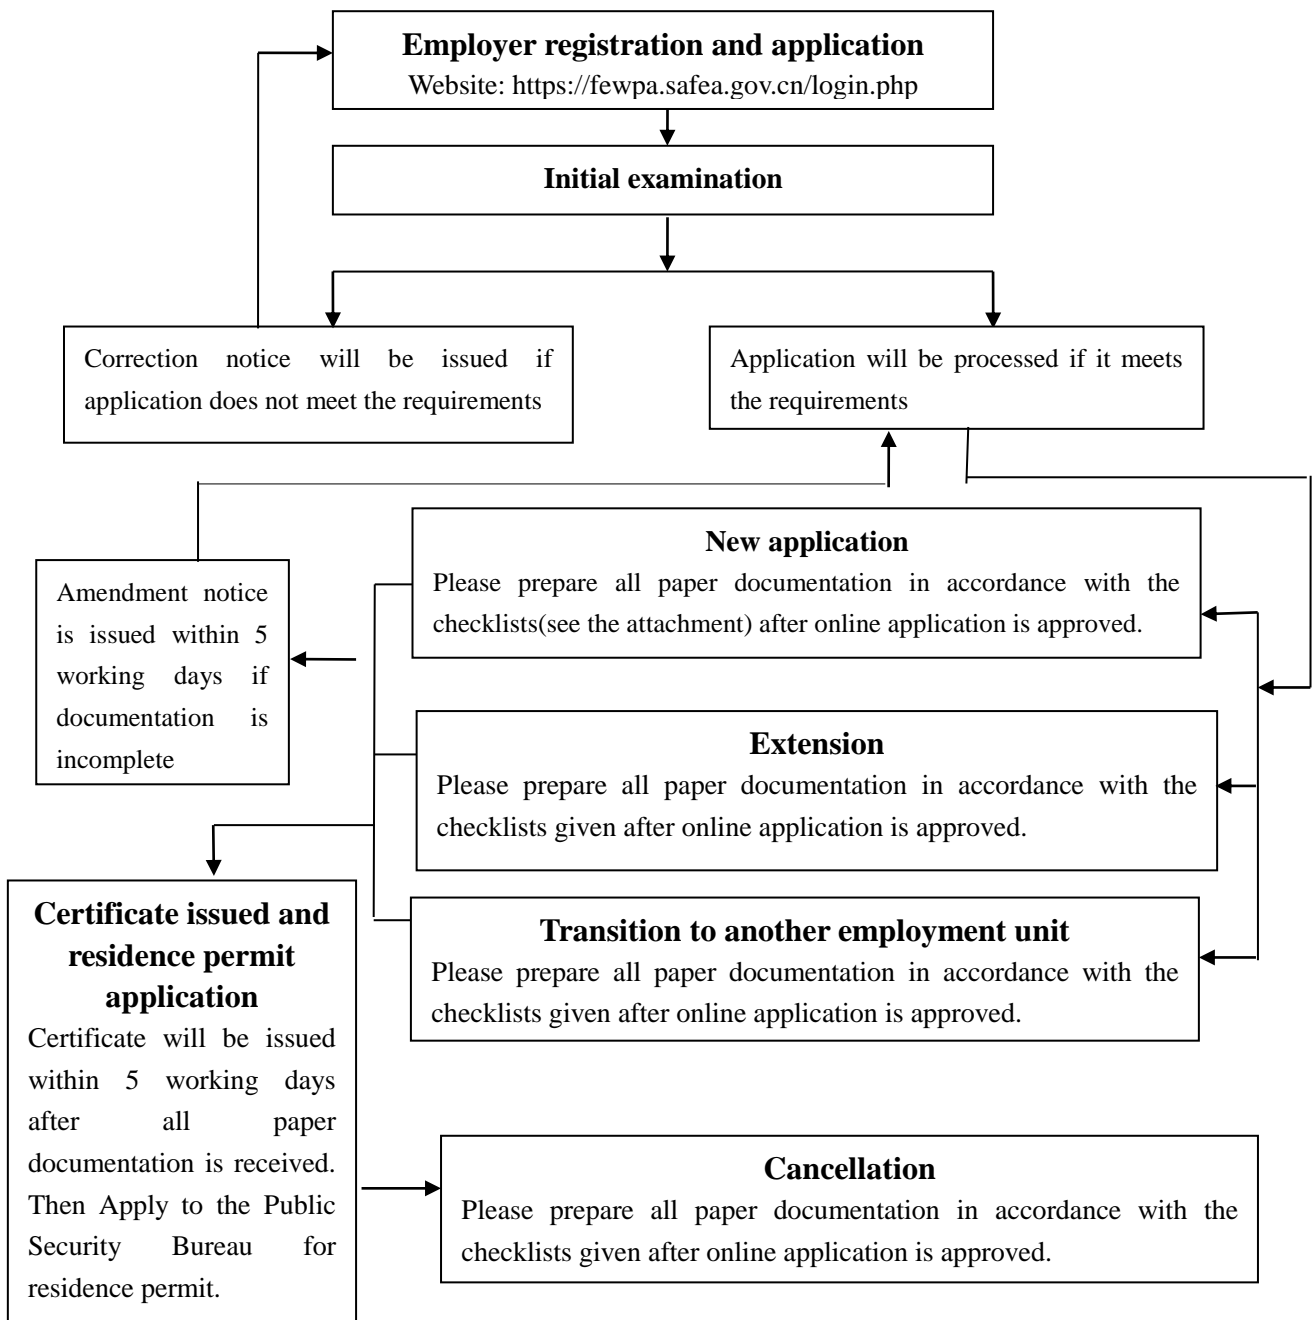 Employer registration and application
Website: https://fewpa.safea.gov.cn/login.php
Initial examination
Correction notice will be issued if
application does not meet the requirements
Application will be processed if it meets
the requirements
New application
Please prepare all paper documentation in accordance with the
checklists(see the attachment) after online application is approved.
Amendment notice
is issued within 5
working days if
documentation is
incomplete
Extension
Please prepare all paper documentation in accordance with the
checklists given after online application is approved.
Transition to another employment unit
Please prepare all paper documentation in accordance with the
checklists given after online application is approved.
Certificate issued and
residence permit
application
Certificate will be issued
within 5 working days
after all paper
documentation is received.
Then Apply to the Public
Security Bureau for
residence permit.
Cancellation
Please prepare all paper documentation in accordance with the
checklists given after online application is approved.